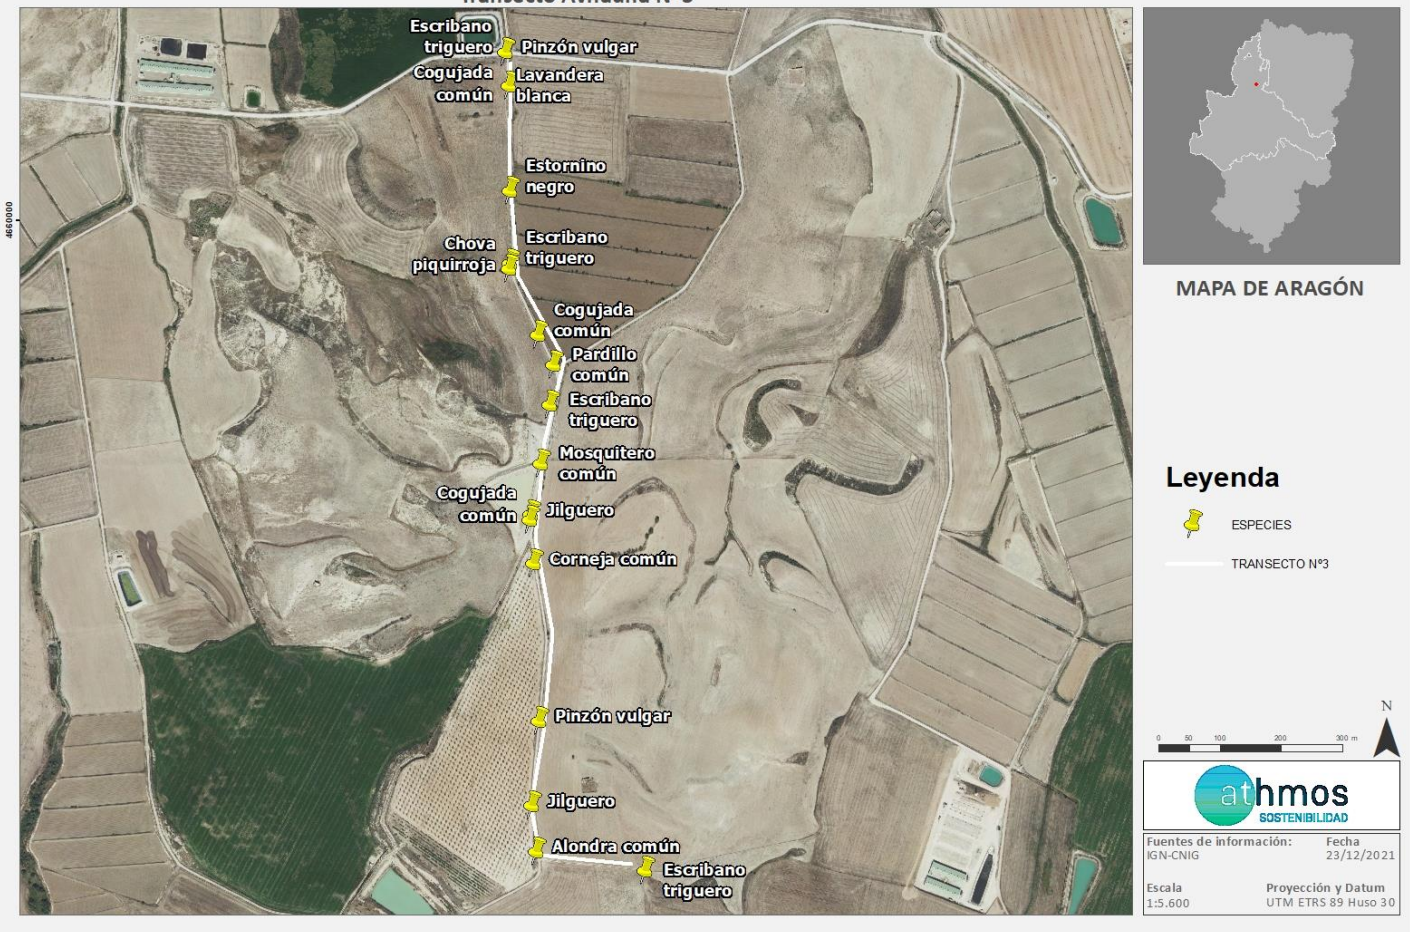 Escribano
triguero
Pinzón vulgar
Cogujada
común
Lavandera
blanca
Estornino
negro
Chova
piquirroja
Escribano
triguero
Cogujada
común
Pardillo
común
Escribano
triguero
Mosquitero
común
Cogujada
común
Jilguero
Corneja común
Pinzón vulgar
Jilguero
Alondra común
Escribano
triguero
4660000
MAPA DE ARAGÓN
Leyenda
ESPECIES
TRANSECTO Nº3
N
0 50 100 200 300 m
athmos
SOSTENIBILIDAD
Fuentes de información:
IGN-CNIG
Fecha
23/12/2021
Escala
1:5.600
Proyección y Datum
UTM ETRS 89 Huso 30